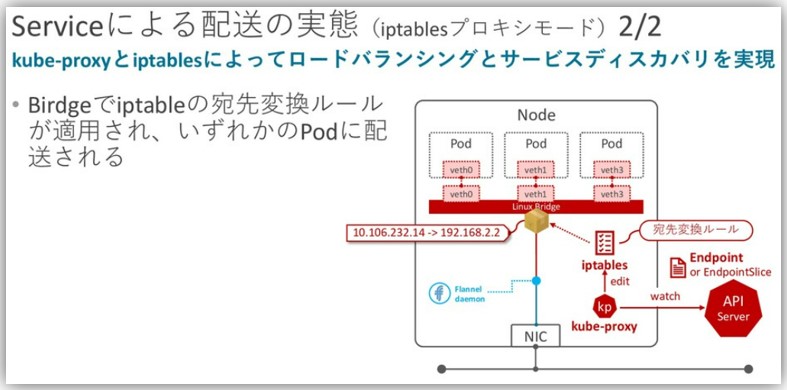 Serviceによる配送の実態（iptablesプロキシモード）2/2
kube-proxyとiptablesによってロードバランシングとサービスディスカバリを実現
• Birdgeでiptableの宛先変換ルール
が適用され、いずれかのPodに配
送される
Node
Pod
Pod
Pod
veth0
veth1
veth3
veth0
veth1
veth3
Linux Bridge
10.106.232.14 -> 192.168.2.2
宛先変換ルール
iptables
Endpoint
or EndpointSlice
edit
Flannel
daemon
kp
watch
API
Server
kube-proxy
NIC